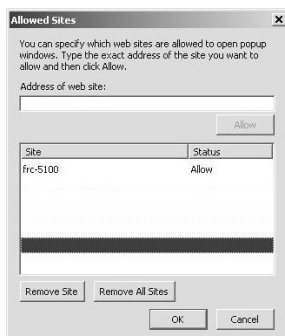 Allowed Sites
You can specify which web sites are allowed to open popup
windows. Type the exact address of the site you want to
allow and then click Allow.
Address of web site:
Allow
Site Status
frc-5100 Allow
Remove Site Remove All Sites
OK Cancel